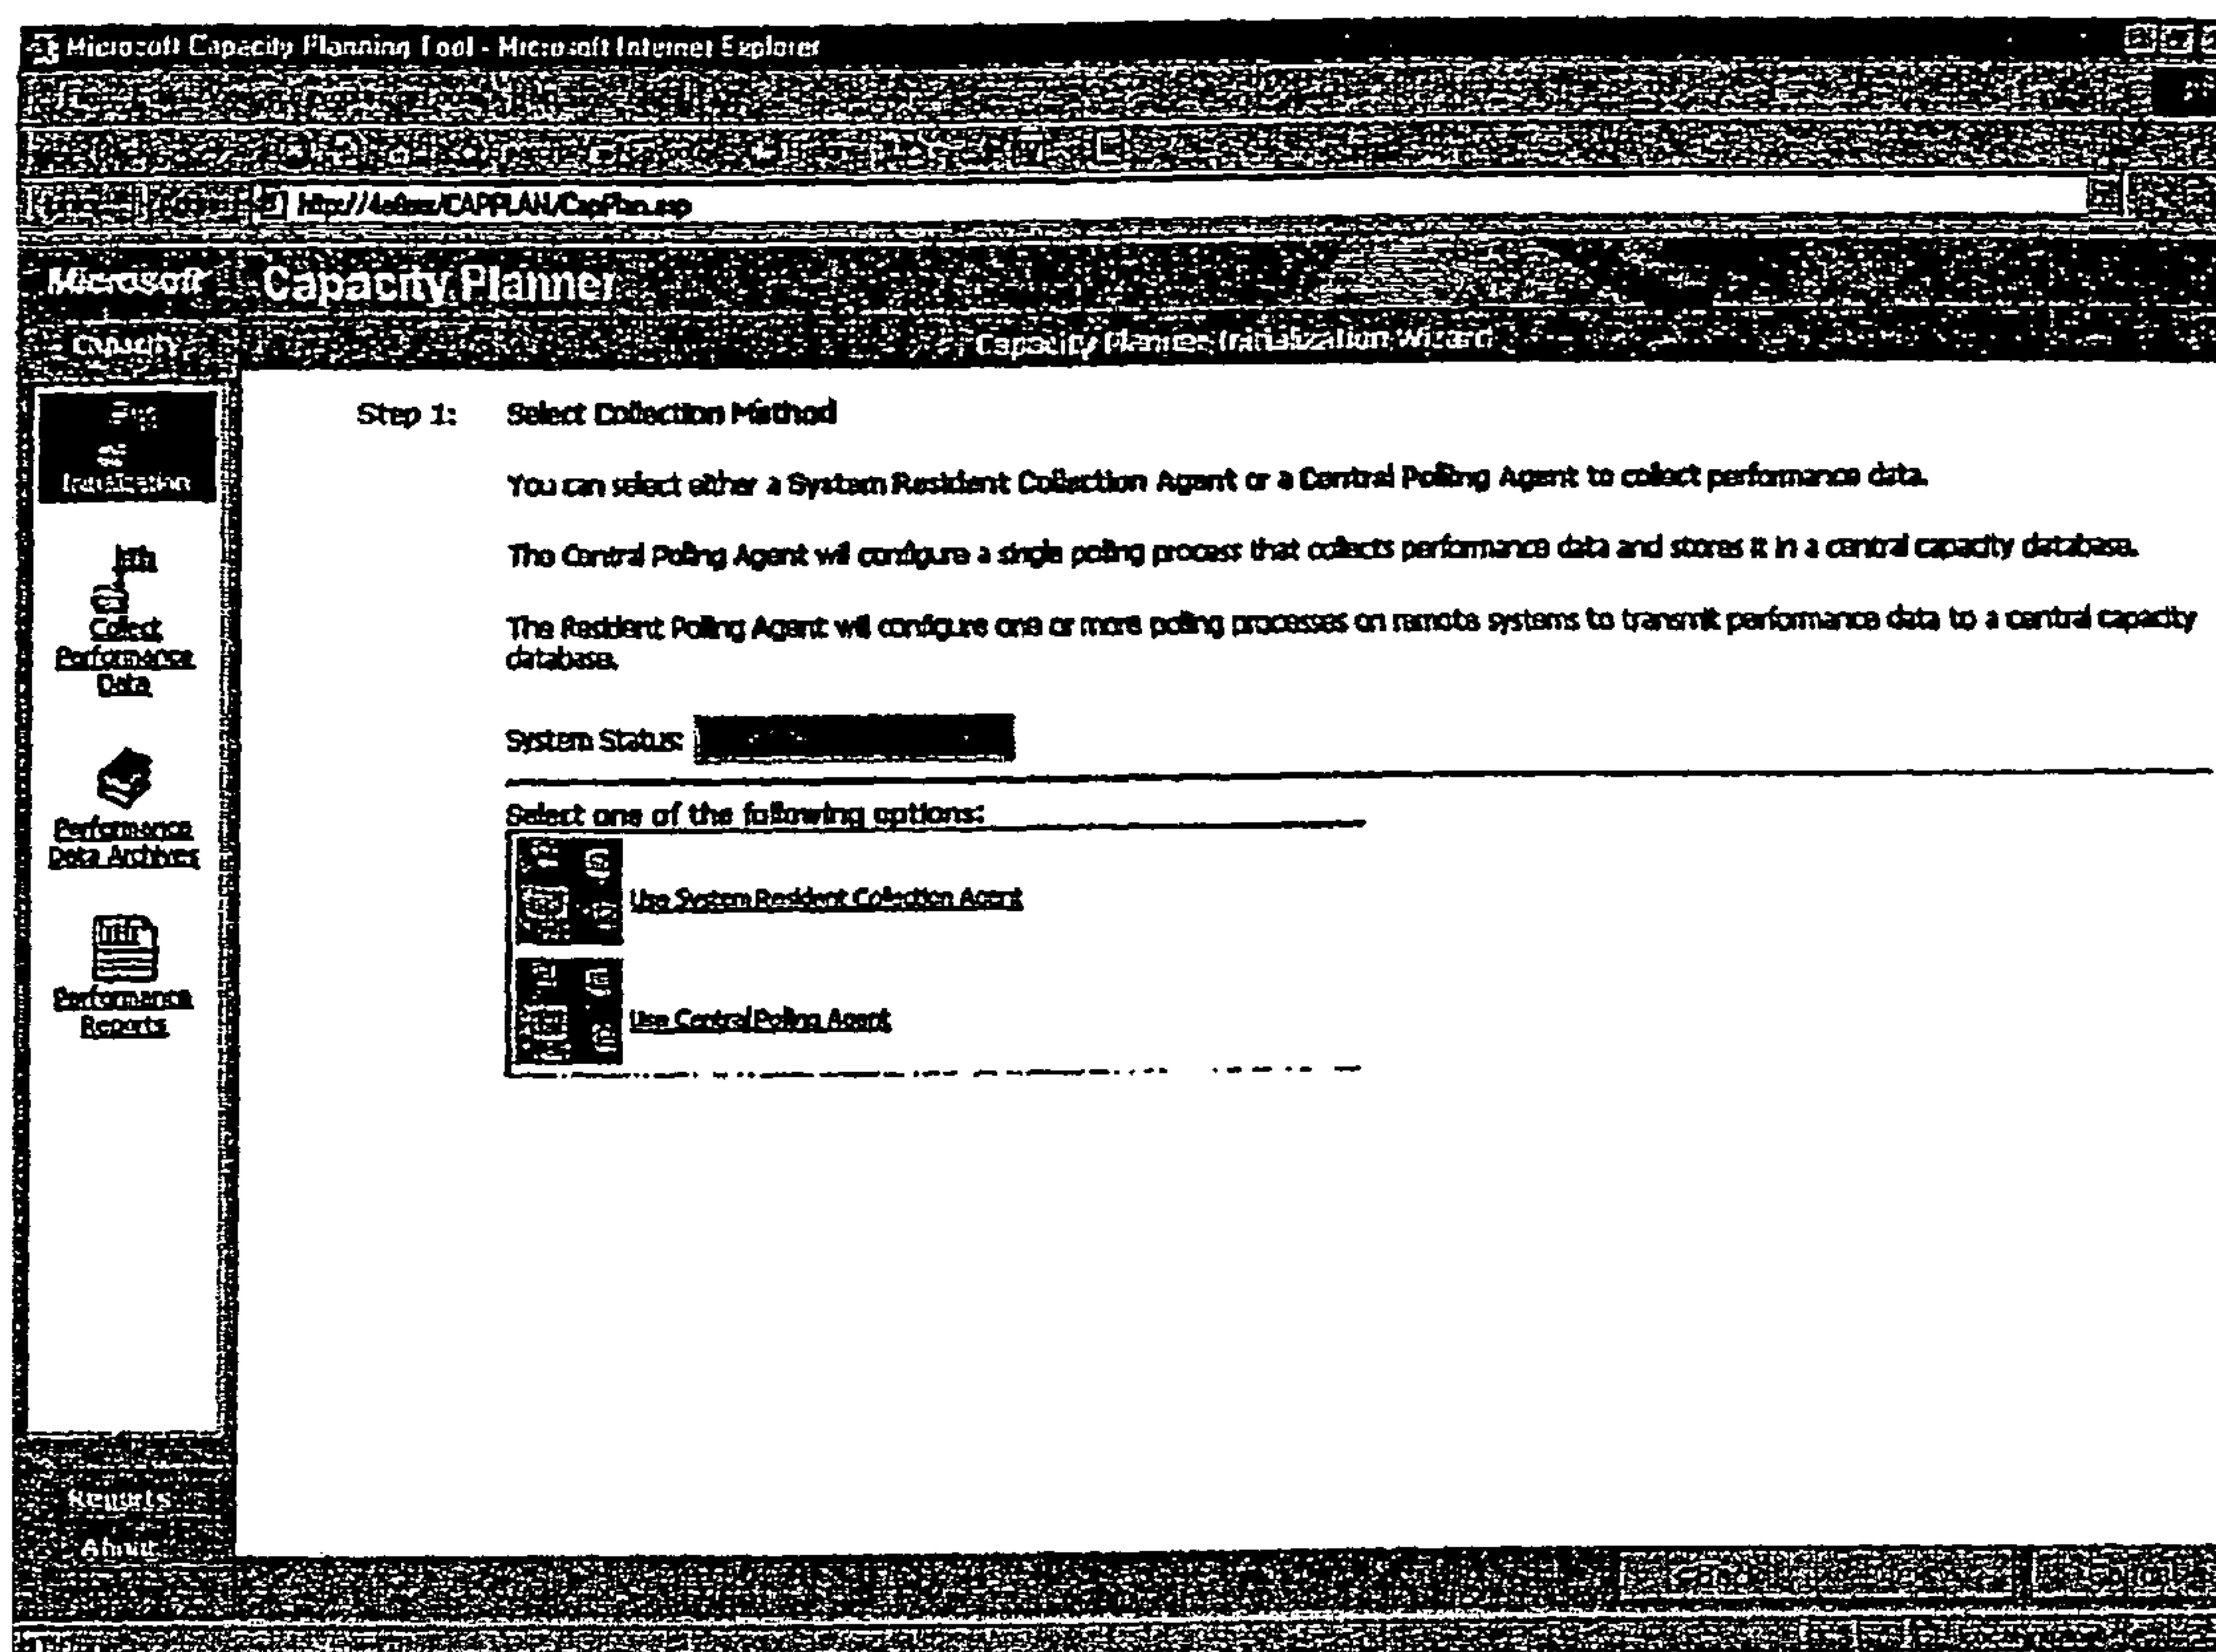 Microsoft Capacity Planning Tool - Microsoft Internet Explorer
CAPPLAN/CapPlan.asp
Microsoft
Capacity Planner
Capacity
Capacity Planner Initialization Wizard
Initialization
Collect
Performance
Data
Performance
Data Archives
Performance
Reports
Reports
About
Step 1:
Select Collection Method
You can select either a System Resident Collection Agent or a Central Polling Agent to collect performance data.
The Central Polling Agent will configure a single polling process that collects performance data and stores it in a central capacity database.
The Resident Polling Agent will configure one or more polling processes on remote systems to transmit performance data to a central capacity
database.
System Status:
Select one of the following options:
Use System Resident Collection Agent
Use Central Polling Agent